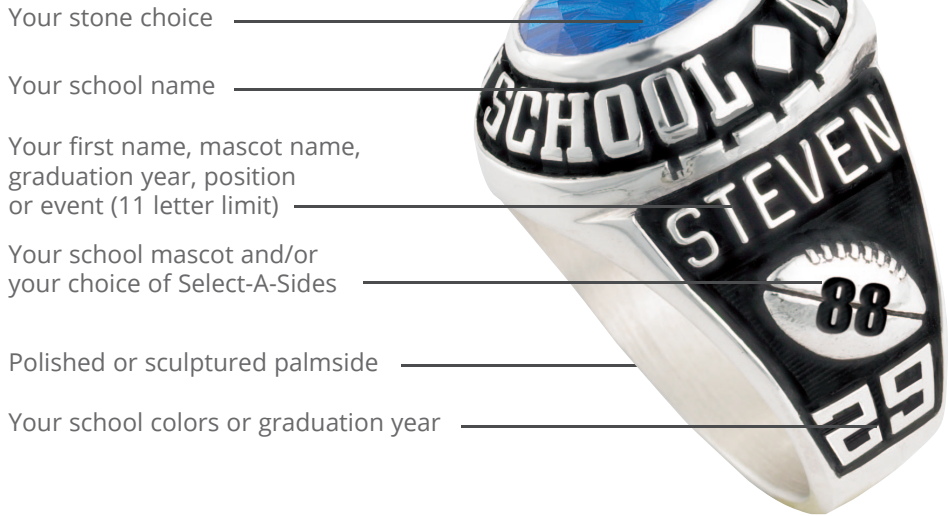 Your stone choice
Your school name
SCHOOL N
Your first name, mascot name,
graduation year, position
or event (11 letter limit)
STEVEN
Your school mascot and/or
your choice of Select-A-Sides
88
Polished or sculptured palmside
Your school colors or graduation year
29